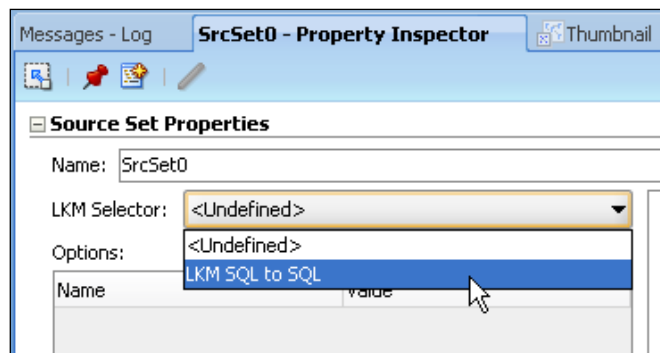 Messages - Log SrcSet0 - Property Inspector Thumbnail
Source Set Properties
Name: SrcSet0
LKM Selector: <Undefined>
Options: <Undefined>
LKM SQL to SQL
Name Value